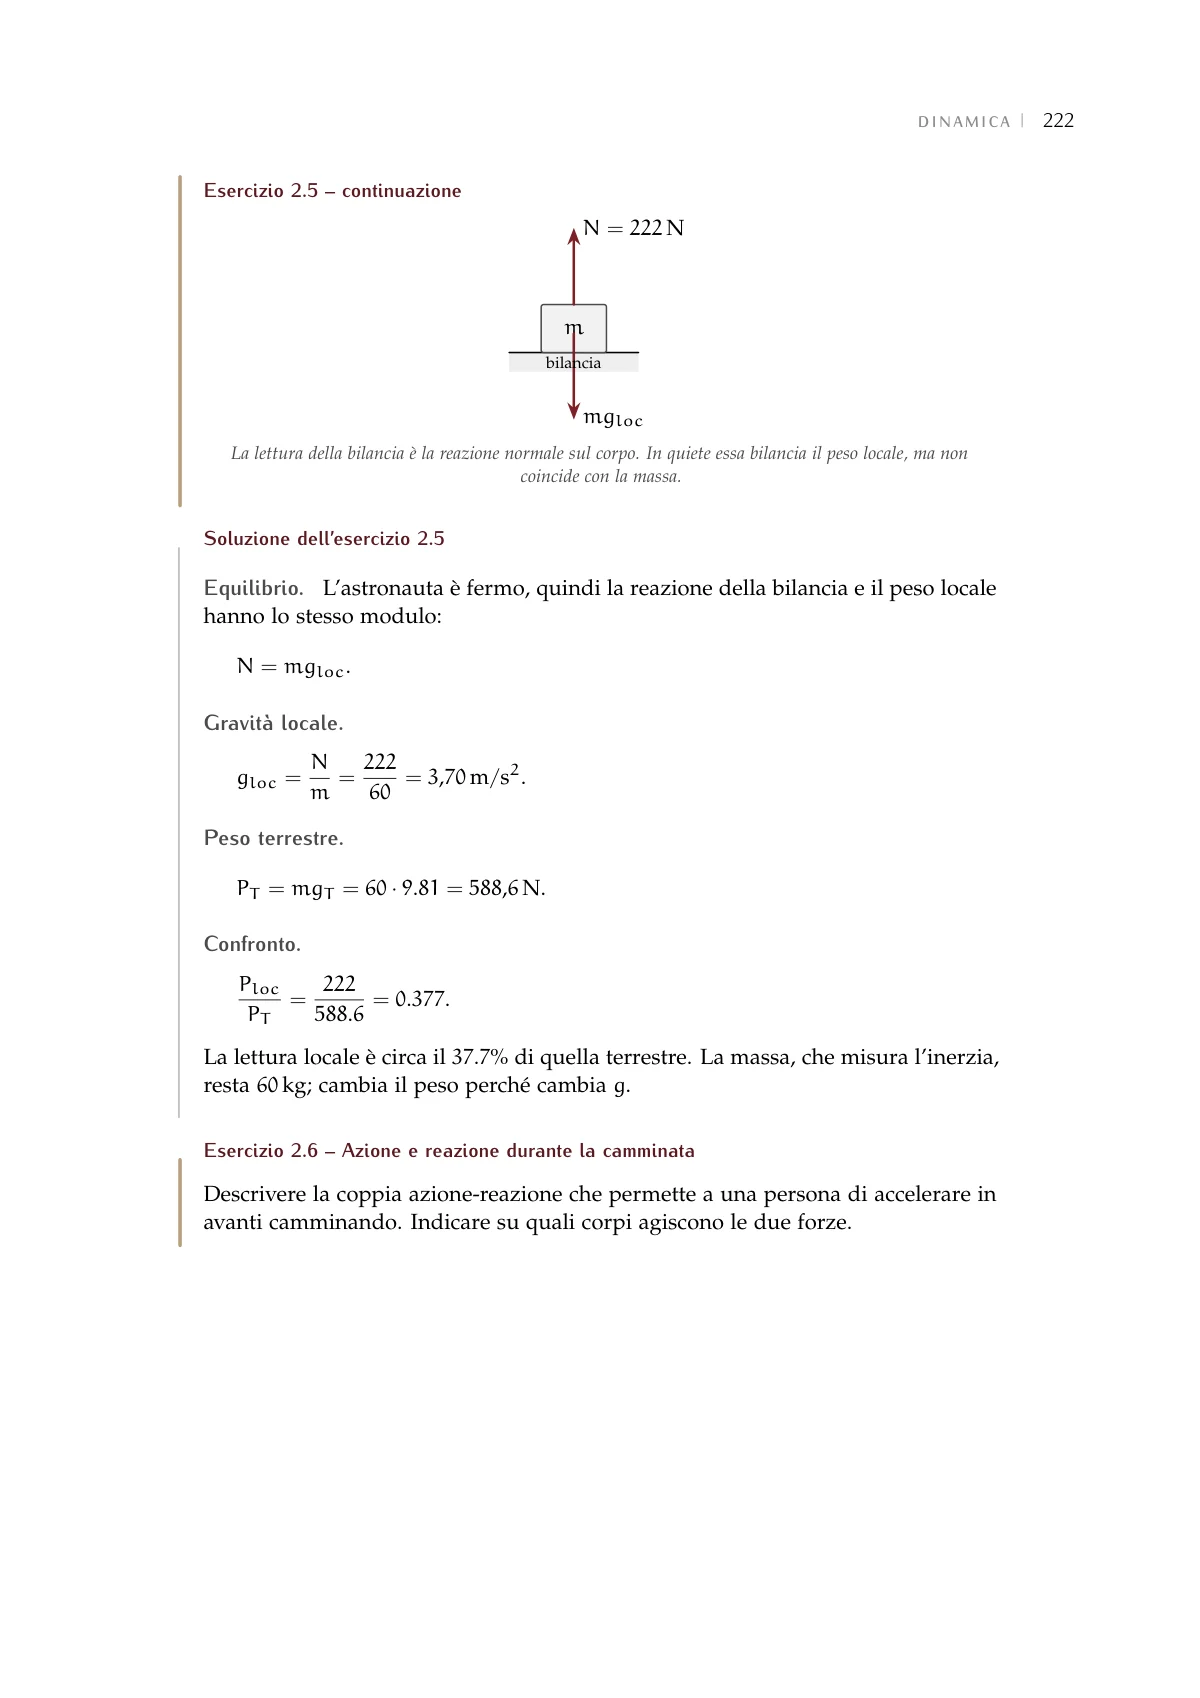 DINAMICA | 222
Esercizio 2.5 – continuazione
N = 222 N
m
bilancia
mg_loc
La lettura della bilancia è la reazione normale sul corpo. In quiete essa bilancia il peso locale, ma non
coincide con la massa.
Soluzione dell'esercizio 2.5
Equilibrio. L'astronauta è fermo, quindi la reazione della bilancia e il peso locale
hanno lo stesso modulo:
N = mg_loc.
Gravità locale.
g_loc = N/m = 222/60 = 3,70 m/s².
Peso terrestre.
P_T = mg_T = 60 · 9.81 = 588,6 N.
Confronto.
P_loc/P_T = 222/588.6 = 0.377.
La lettura locale è circa il 37.7% di quella terrestre. La massa, che misura l'inerzia,
resta 60 kg; cambia il peso perché cambia g.
Esercizio 2.6 – Azione e reazione durante la camminata
Descrivere la coppia azione-reazione che permette a una persona di accelerare in
avanti camminando. Indicare su quali corpi agiscono le due forze.